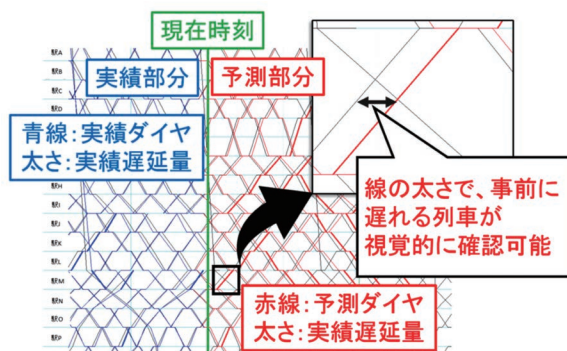 現在時刻
実績部分
予測部分
青線:実績ダイヤ
太さ:実績遅延量
線の太さで、事前に
遅れる列車が
視覚的に確認可能
赤線:予測ダイヤ
太さ:実績遅延量
駅A
駅B
駅C
駅D
駅H
駅I
駅J
駅K
駅L
駅M
駅N
駅O
駅P